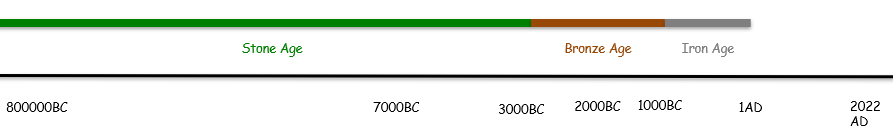 Stone Age Bronze Age Iron Age
800000BC 7000BC 3000BC 2000BC 1000BC 1AD 2022
AD